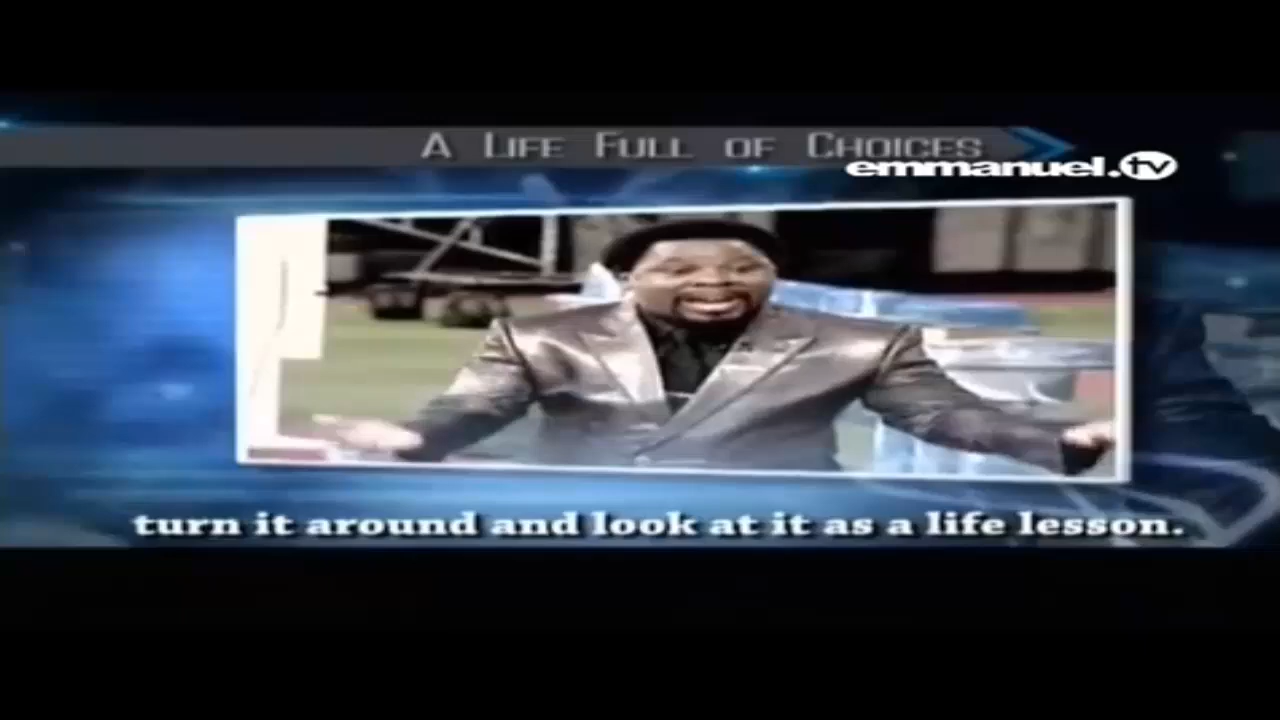 A LIFE FULL OF CHOICES
emmanuel.tv
turn it around and look at it as a life lesson.